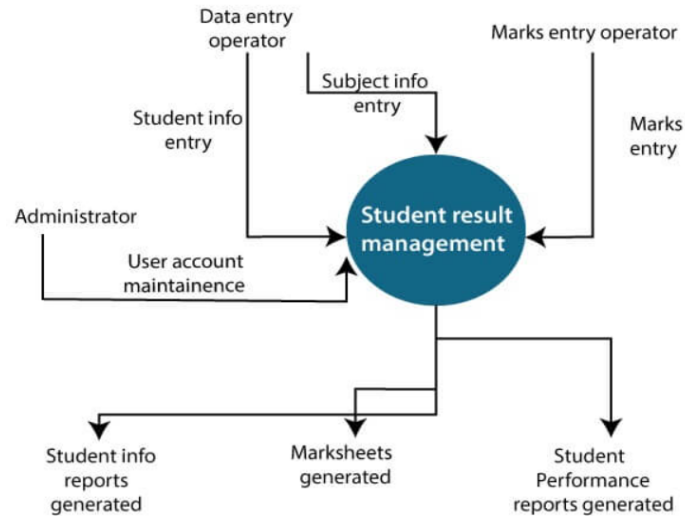 Data entry
operator
Marks entry operator
Subject info
entry
Student info
entry
Marks
entry
Student result
management
Administrator
User account
maintainence
Student info
reports
generated
Marksheets
generated
Student
Performance
reports generated